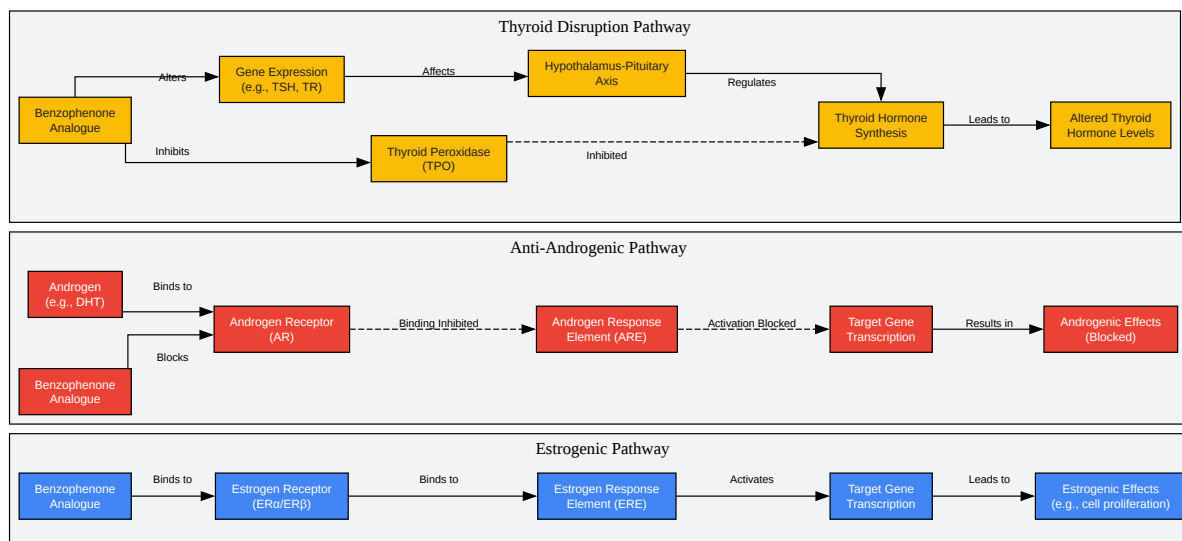 Thyroid Disruption Pathway
Benzophenone
Analogue
Alters
Gene Expression
(e.g., TSH, TR)
Affects
Hypothalamus-Pituitary
Axis
Regulates
Inhibits
Thyroid Peroxidase
(TPO)
Inhibited
Thyroid Hormone
Synthesis
Leads to
Altered Thyroid
Hormone Levels
Anti-Androgenic Pathway
Androgen
(e.g., DHT)
Binds to
Benzophenone
Analogue
Blocks
Androgen Receptor
(AR)
Binding Inhibited
Androgen Response
Element (ARE)
Activation Blocked
Target Gene
Transcription
Results in
Androgenic Effects
(Blocked)
Estrogenic Pathway
Benzophenone
Analogue
Binds to
Estrogen Receptor
(ERα/ERβ)
Binds to
Estrogen Response
Element (ERE)
Activates
Target Gene
Transcription
Leads to
Estrogenic Effects
(e.g., cell proliferation)